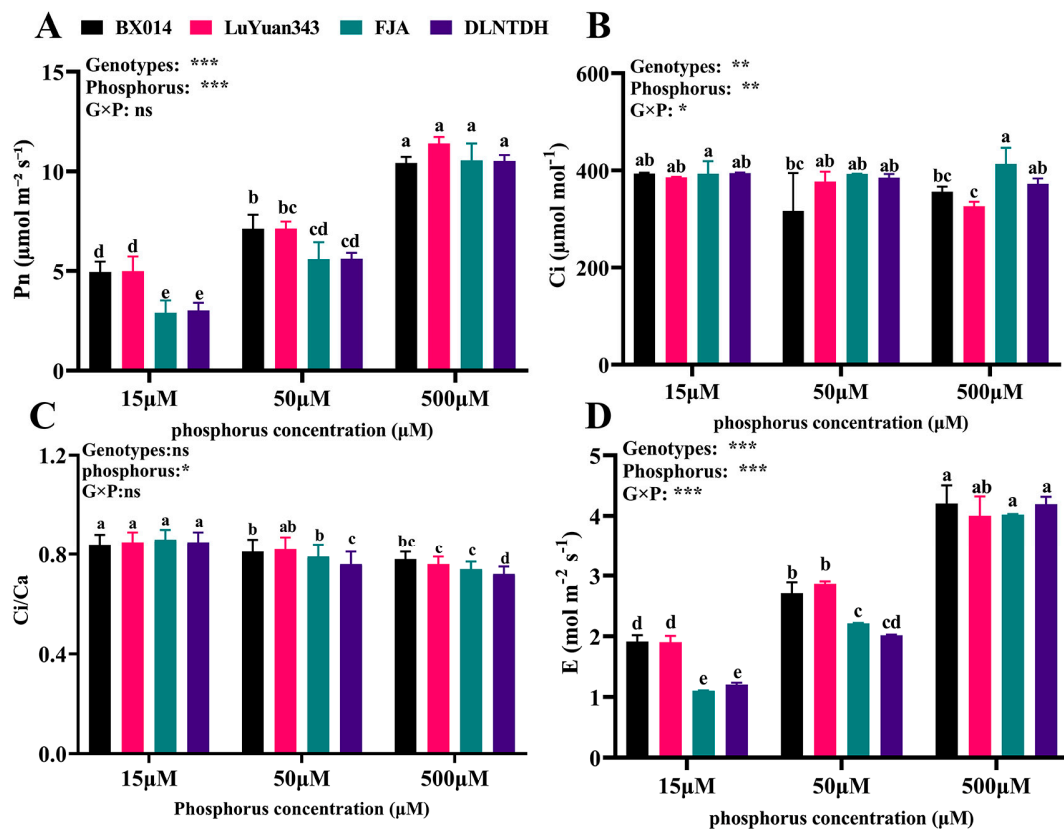 A
BX014 LuYuan343 FJA DLNTDH
Genotypes: ***
Phosphorus: ***
G×P: ns
Pn (μmol m⁻² s⁻¹)
15
10
5
0
d d e e
b bc cd cd
a a a a
15μM 50μM 500μM
phosphorus concentration (μM)
B
Genotypes: **
Phosphorus: **
G×P: *
Ci (μmol mol⁻¹)
600
400
200
0
ab ab a ab
bc ab ab ab
bc c a ab
15μM 50μM 500μM
phosphorus concentration (μM)
C
Genotypes:ns
phosphorus:*
G×P:ns
Ci/Ca
1.2
0.8
0.4
0.0
a a a a
b ab b c
bc c c d
15μM 50μM 500μM
Phosphorus concentration (μM)
D
Genotypes: ***
Phosphorus: ***
G×P: ***
E (mol m⁻² s⁻¹)
5
4
3
2
1
0
d d e e
b b c cd
a ab a a
15μM 50μM 500μM
phosphorus concentration (μM)